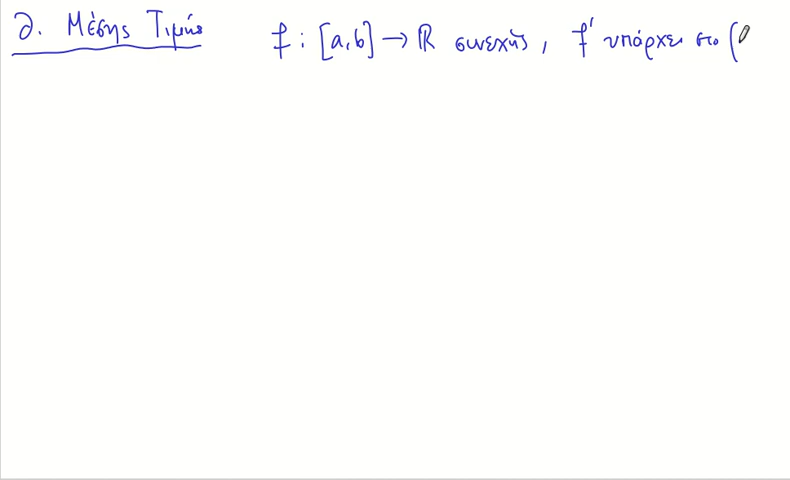 Θ. Μέσης Τιμής f : [a,b] → ℝ συνεχής, f' υπάρχει στο (